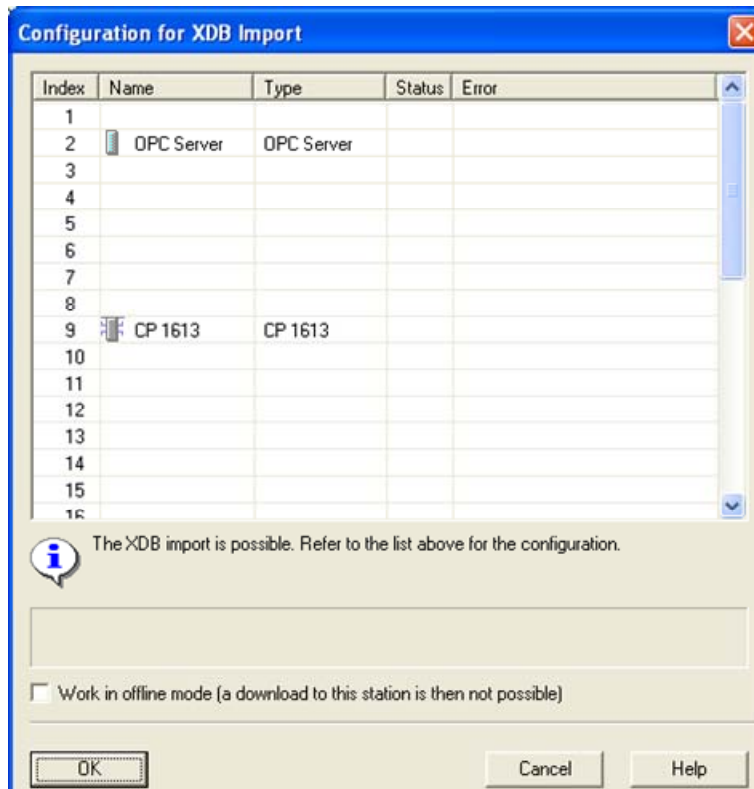 Configuration for XDB Import
Index Name Type Status Error
1
2 OPC Server OPC Server
3
4
5
6
7
8
9 CP 1613 CP 1613
10
11
12
13
14
15
16
The XDB import is possible. Refer to the list above for the configuration.
Work in offline mode (a download to this station is then not possible)
OK Cancel Help